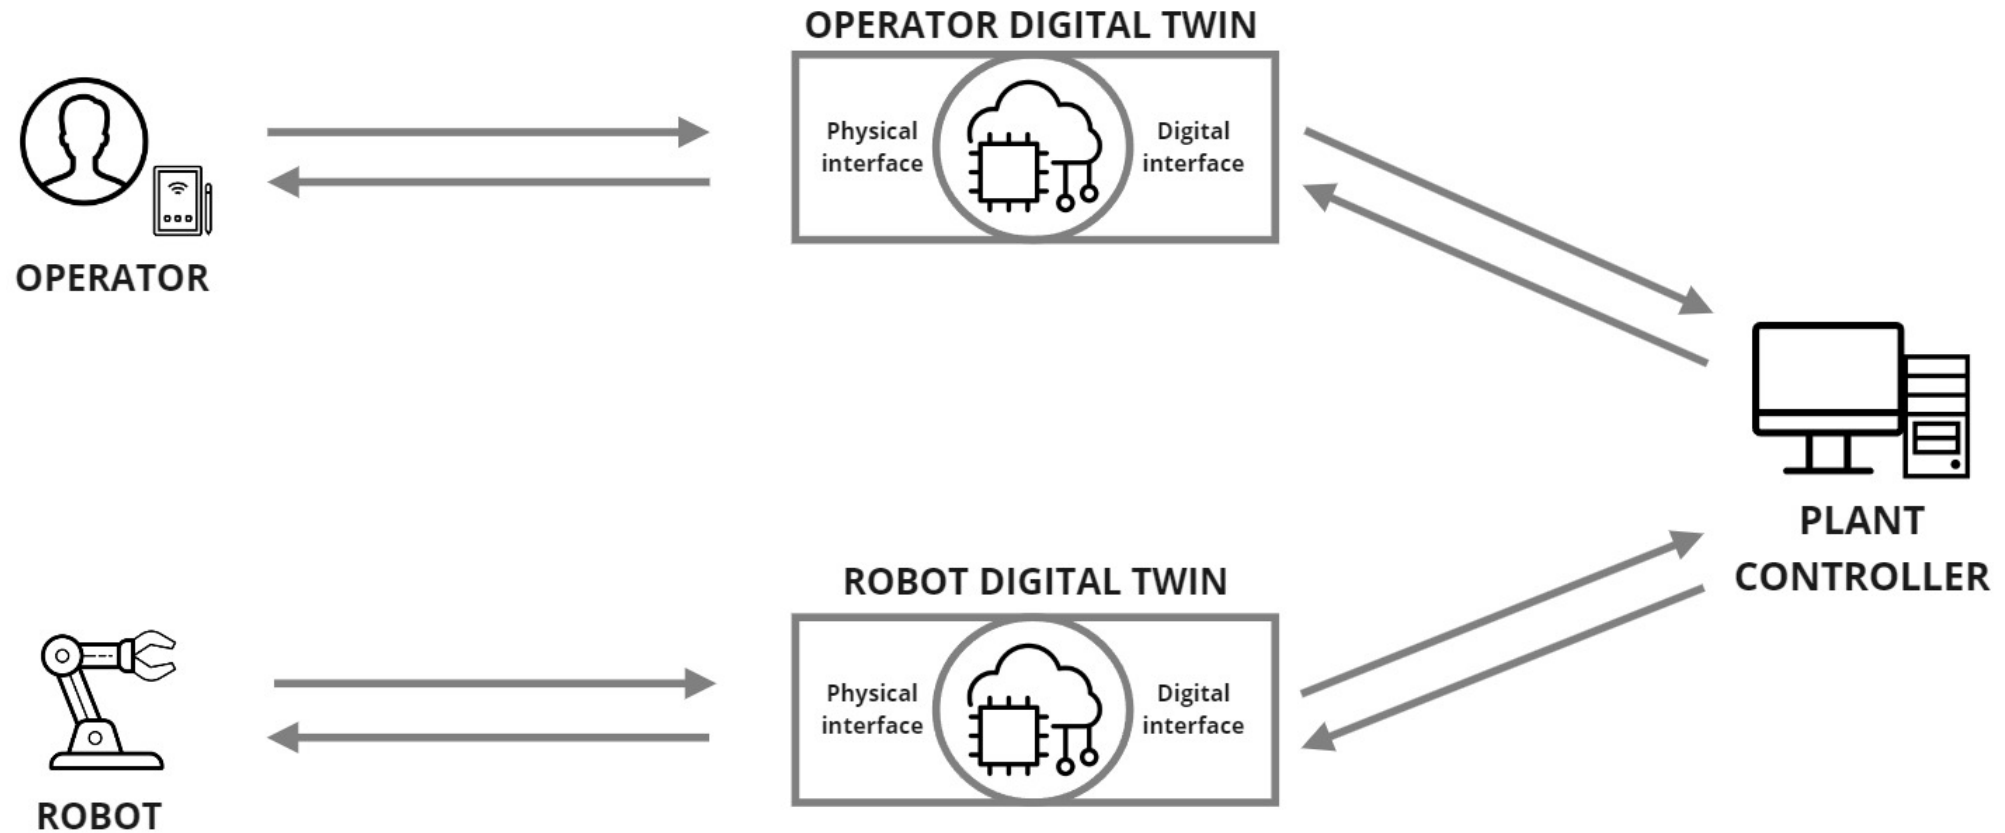 OPERATOR DIGITAL TWIN
Physical
interface
Digital
interface
OPERATOR
PLANT
CONTROLLER
ROBOT DIGITAL TWIN
Physical
interface
Digital
interface
ROBOT